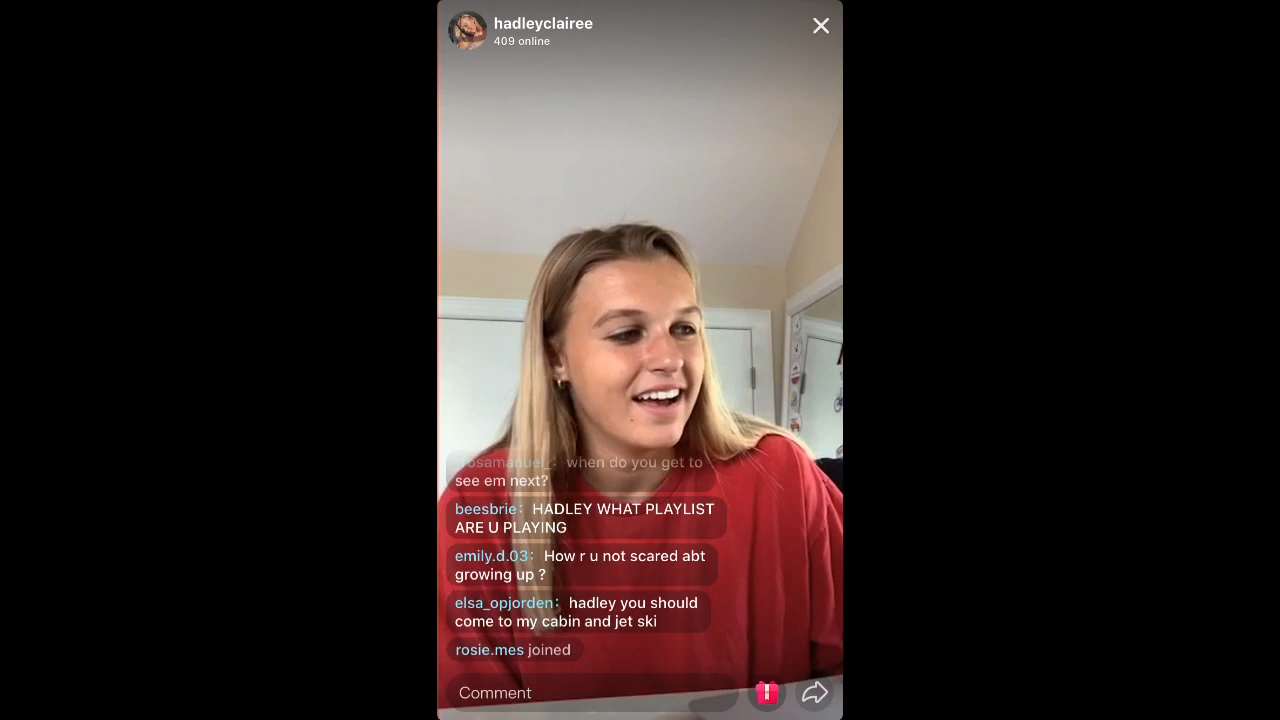 hadleyclairee
409 online
rosamanuel_: when do you get to
see em next?
beesbrie: HADLEY WHAT PLAYLIST
ARE U PLAYING
emily.d.03: How r u not scared abt
growing up ?
elsa_opjorden: hadley you should
come to my cabin and jet ski
rosie.mes joined
Comment